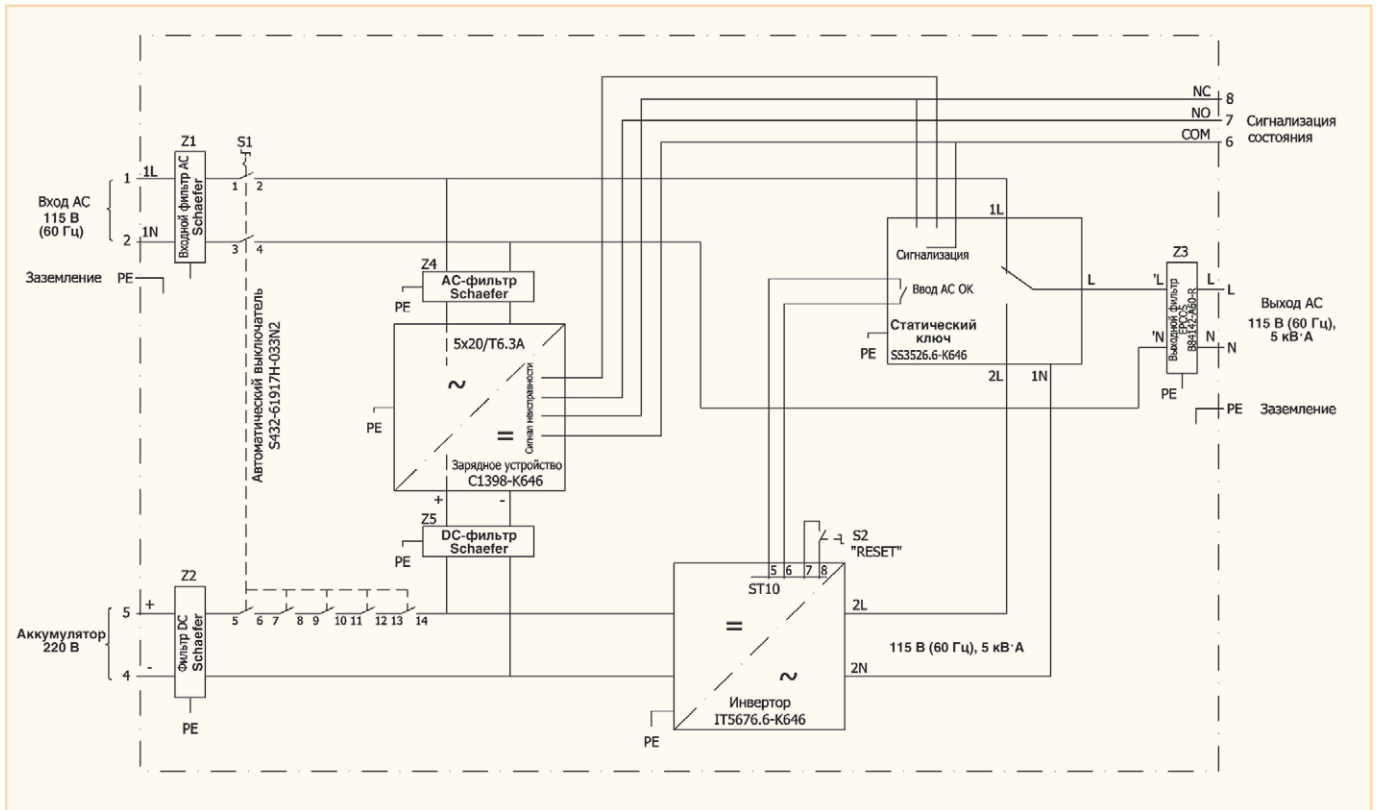 NC
8
NO
7
Сигнализация
состояния
COM
6
Z1
S1
1
1L
Входной фильтр AC
Schaefer
1
2
Вход AC
115 В
(60 Гц)
2
1N
3
4
Заземление
PE
Автоматический выключатель
S432-61917H-033N2
Z4
AC-фильтр
Schaefer
PE
5x20/T6.3A
~
=
Сигнал неисправности
PE
Зарядное устройство
C1398-K646
+
-
Z5
DC-фильтр
Schaefer
PE
1L
Сигнализация
Ввод AC ОК
Статический
ключ
SS3526.6-K646
PE
L
2L
1N
Z3
'L
L
L
'N
N
N
Выходной фильтр
EPCOS
B84142-A60-R
PE
Выход AC
115 В (60 Гц),
5 кВ·А
PE
Заземление
Z2
5
+
Аккумулятор
220 В
4
-
Фильтр DC
Schaefer
PE
5
6
7
8
9
10
11
12
13
14
S2
"RESET"
5
6
7
8
ST10
=
~
Инвертор
IT5676.6-K646
PE
2L
115 В (60 Гц), 5 кВ·А
2N